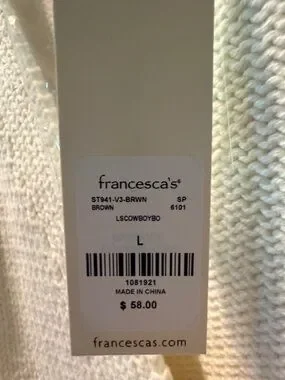 francesca's®
ST941-V3-BRWN SP
BROWN 6101
LSCOWBOYBO
L
1081921
MADE IN CHINA
$ 58.00
francescas.com